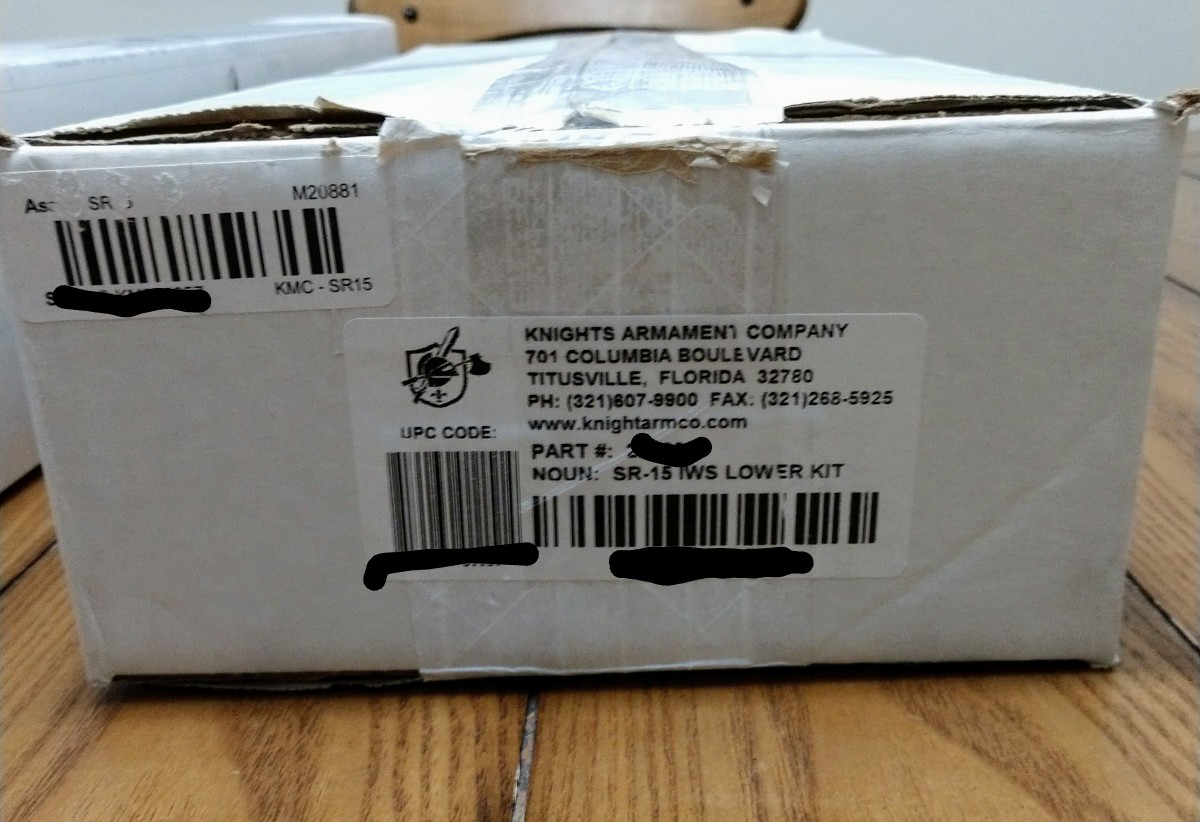 SR
M20881
KMC - SR15
KNIGHTS ARMAMENT COMPANY
701 COLUMBIA BOULEVARD
TITUSVILLE, FLORIDA 32780
PH: (321)607-9900 FAX: (321)268-5925
www.knightarmco.com
UPC CODE:
PART #:
NOUN: SR-15 IWS LOWER KIT